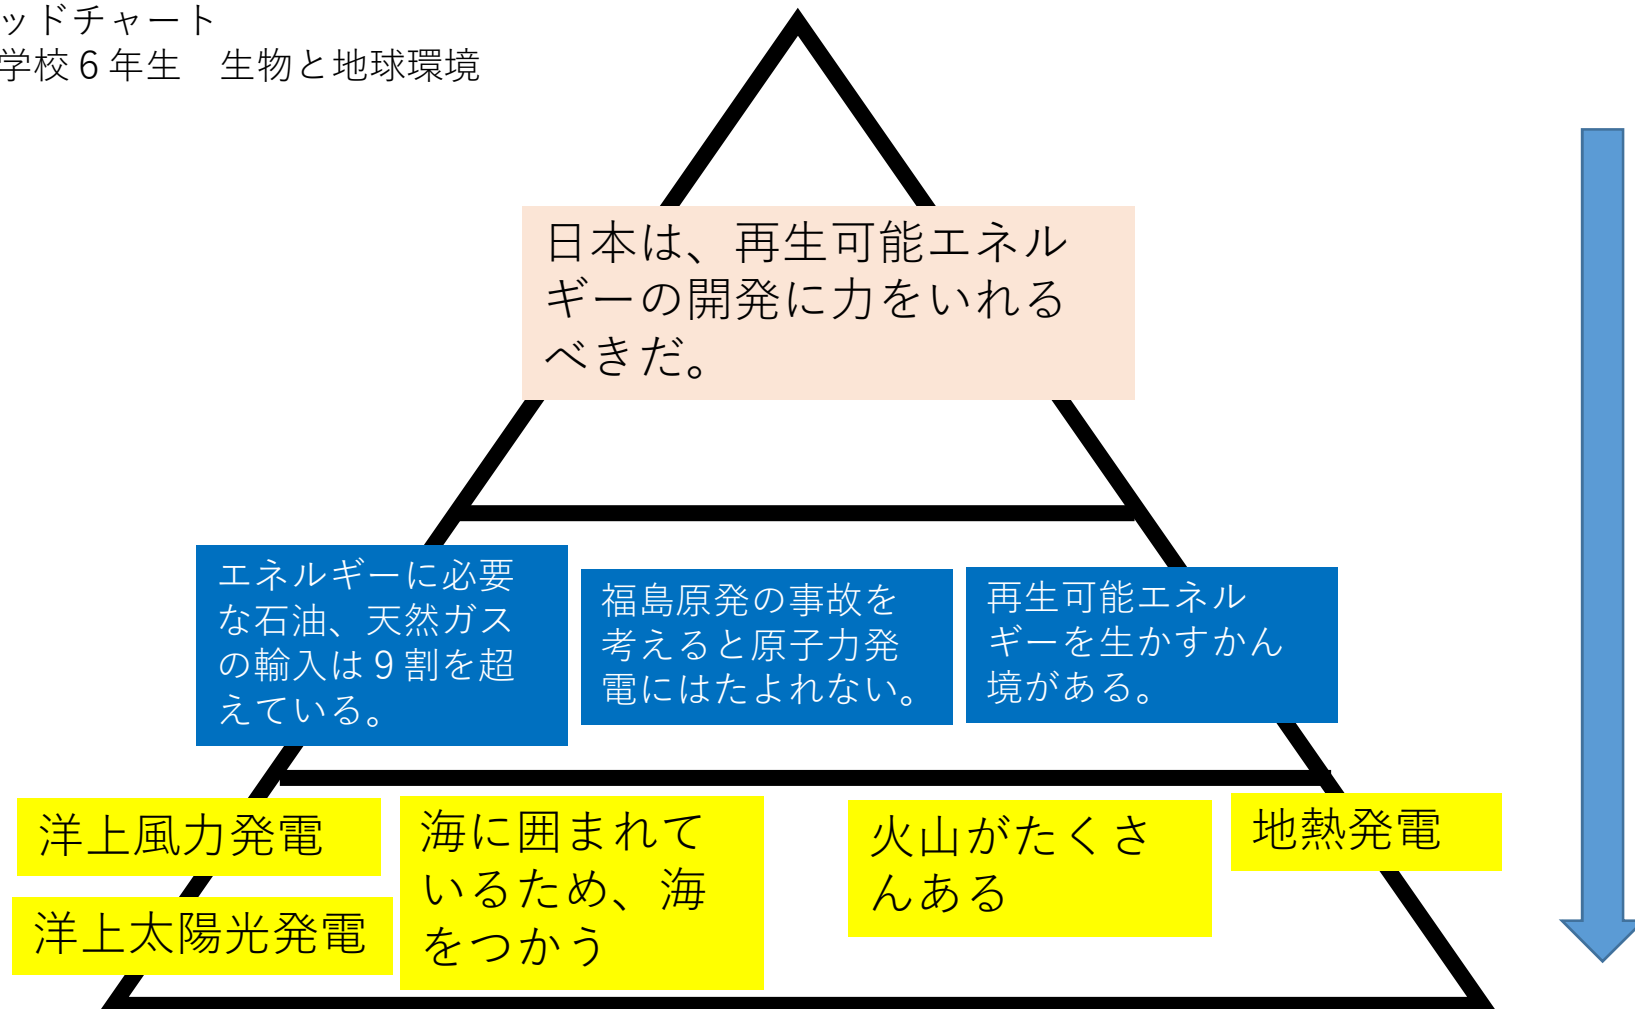 ッドチャート
学校６年生　生物と地球環境
日本は、再生可能エネル
ギーの開発に力をいれる
べきだ。
エネルギーに必要
な石油、天然ガス
の輸入は９割を超
えている。
福島原発の事故を
考えると原子力発
電にはたよれない。
再生可能エネル
ギーを生かすかん
境がある。
洋上風力発電
洋上太陽光発電
海に囲まれて
いるため、海
をつかう
火山がたくさ
んある
地熱発電